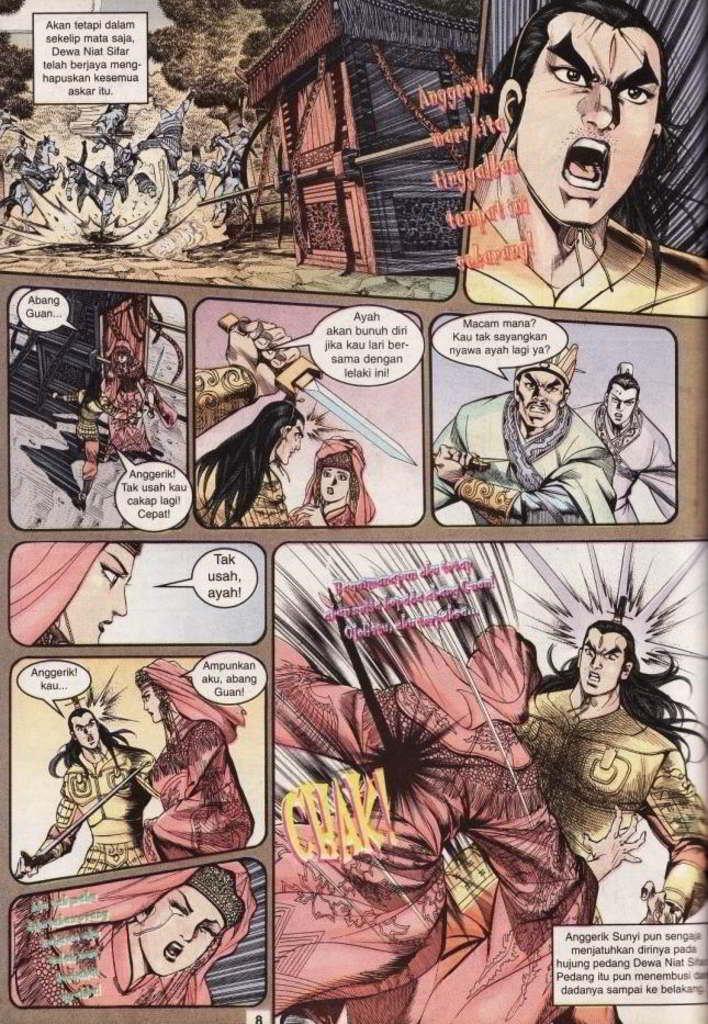 Akan tetapi dalam
sekelip mata saja,
Dewa Niat Sifar
telah berjaya meng-
hapuskan kesemua
askar itu.
Anggerik,
mari kita
tinggalkan
tempat ini
sekarang!
Abang
Guan...
Anggerik!
Tak usah kau
cakap lagi!
Cepat!
Ayah
akan bunuh diri
jika kau lari ber-
sama dengan
lelaki ini!
Macam mana?
Kau tak sayangkan
nyawa ayah lagi ya?
Tak
usah,
ayah!
Anggerik!
kau...
Ampunkan
aku, abang
Guan!
abang Guan!
CRAK!
Anggerik Sunyi pun sengaja
menjatuhkan dirinya pada
hujung pedang Dewa Niat
Pedang itu pun menembusi
dadanya sampai ke belakang.
8